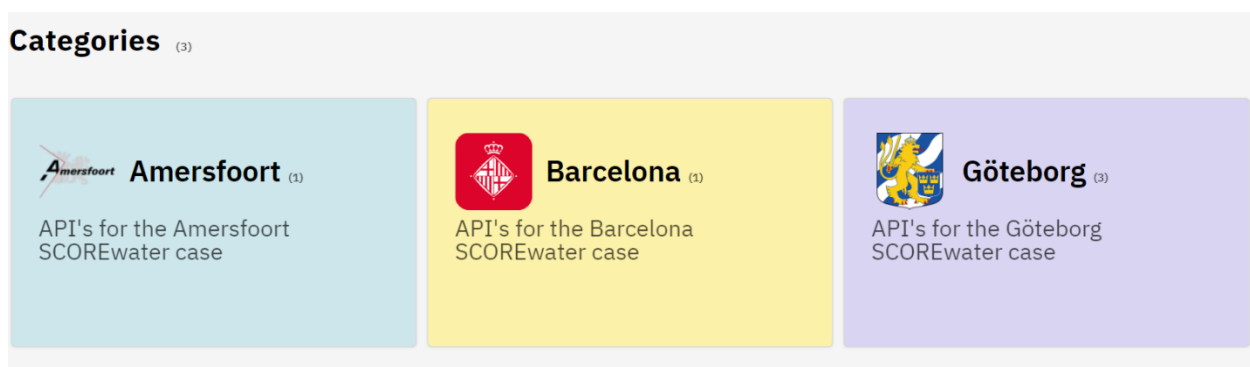 Categories (3)
Amersfoort Amersfoort (1)
API's for the Amersfoort
SCOREwater case
Barcelona (1)
API's for the Barcelona
SCOREwater case
Göteborg (3)
API's for the Göteborg
SCOREwater case